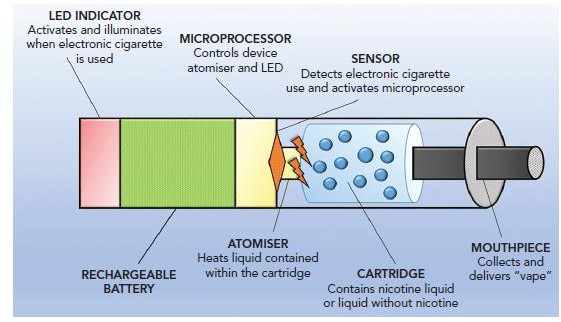 LED INDICATOR
Activates and illuminates
when electronic cigarette
is used
MICROPROCESSOR
Controls device
atomiser and LED
SENSOR
Detects electronic cigarette
use and activates microprocessor
RECHARGEABLE
BATTERY
ATOMISER
Heats liquid contained
within the cartridge
CARTRIDGE
Contains nicotine liquid
or liquid without nicotine
MOUTHPIECE
Collects and
delivers “vape”